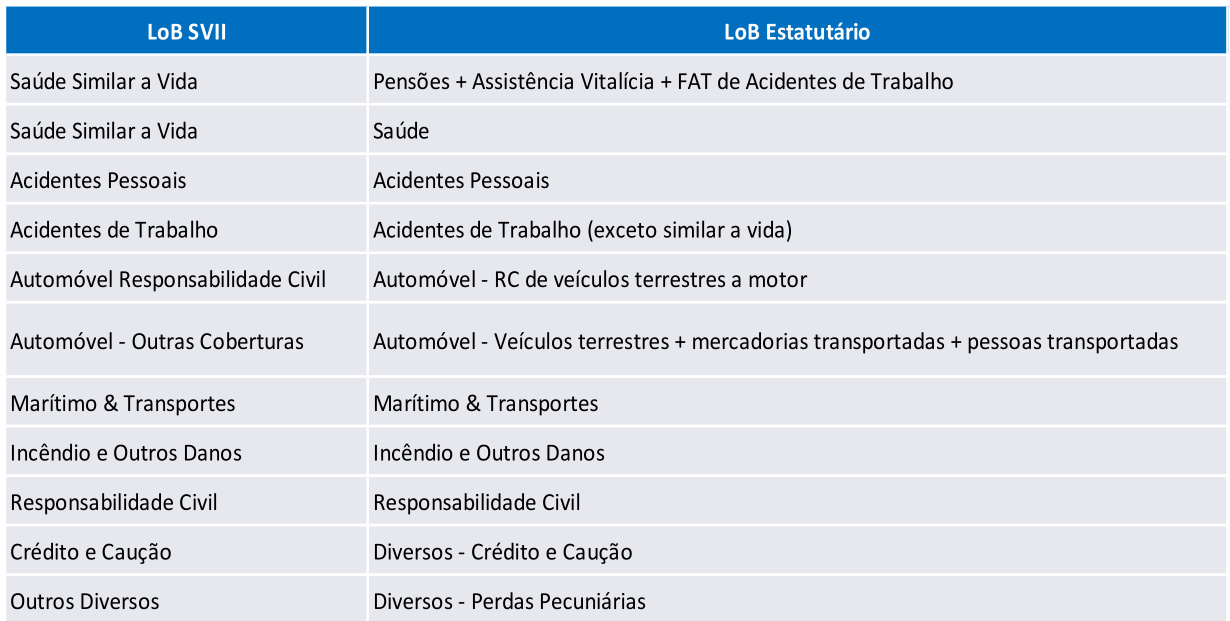 LoB SVII LoB Estatutário
Saúde Similar a Vida Pensões + Assistência Vitalícia + FAT de Acidentes de Trabalho
Saúde Similar a Vida Saúde
Acidentes Pessoais Acidentes Pessoais
Acidentes de Trabalho Acidentes de Trabalho (exceto similar a vida)
Automóvel Responsabilidade Civil Automóvel - RC de veículos terrestres a motor
Automóvel - Outras Coberturas Automóvel - Veículos terrestres + mercadorias transportadas + pessoas transportadas
Marítimo & Transportes Marítimo & Transportes
Incêndio e Outros Danos Incêndio e Outros Danos
Responsabilidade Civil Responsabilidade Civil
Crédito e Caução Diversos - Crédito e Caução
Outros Diversos Diversos - Perdas Pecuniárias